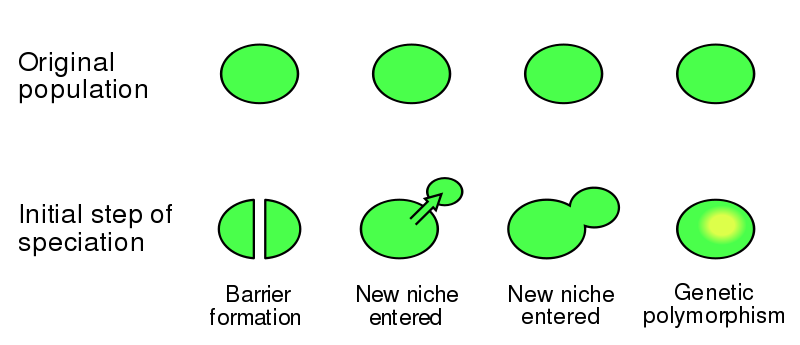 Original
population
Initial step of
speciation
Barrier
formation
New niche
entered
New niche
entered
Genetic
polymorphism